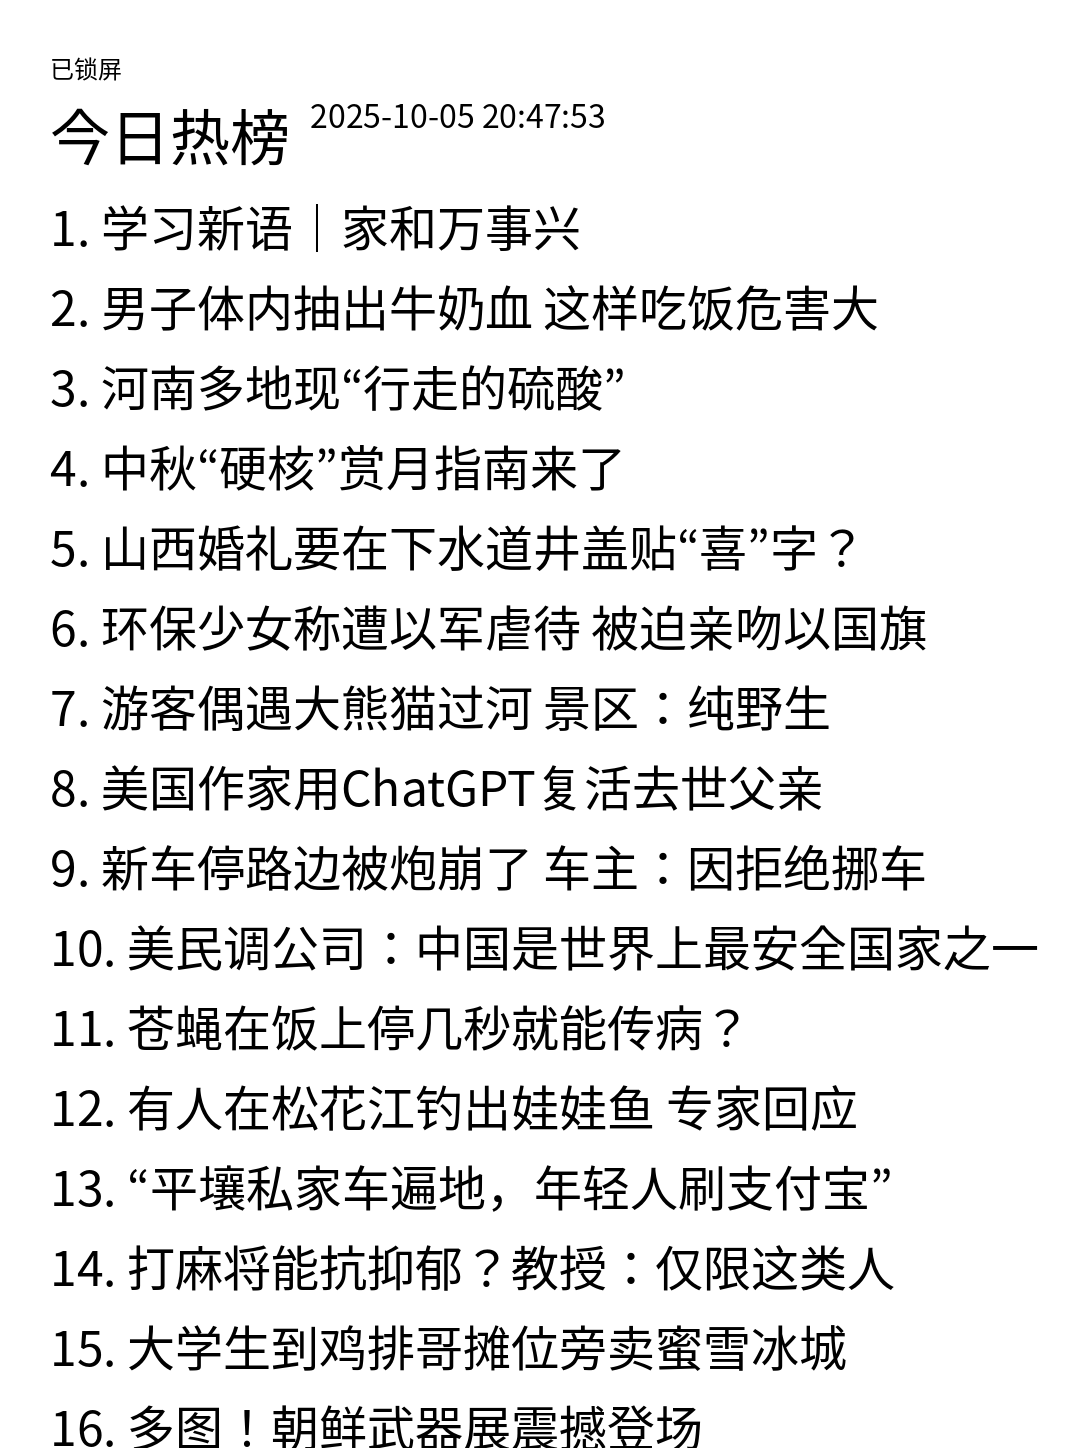 已锁屏
今日热榜 2025-10-05 20:47:53
1. 学习新语｜家和万事兴
2. 男子体内抽出牛奶血 这样吃饭危害大
3. 河南多地现“行走的硫酸”
4. 中秋“硬核”赏月指南来了
5. 山西婚礼要在下水道井盖贴“喜”字？
6. 环保少女称遭以军虐待 被迫亲吻以国旗
7. 游客偶遇大熊猫过河 景区：纯野生
8. 美国作家用ChatGPT复活去世父亲
9. 新车停路边被炮崩了 车主：因拒绝挪车
10. 美民调公司：中国是世界上最安全国家之一
11. 苍蝇在饭上停几秒就能传病？
12. 有人在松花江钓出娃娃鱼 专家回应
13. “平壤私家车遍地，年轻人刷支付宝”
14. 打麻将能抗抑郁？教授：仅限这类人
15. 大学生到鸡排哥摊位旁卖蜜雪冰城
16. 多图！朝鲜武器展震撼登场